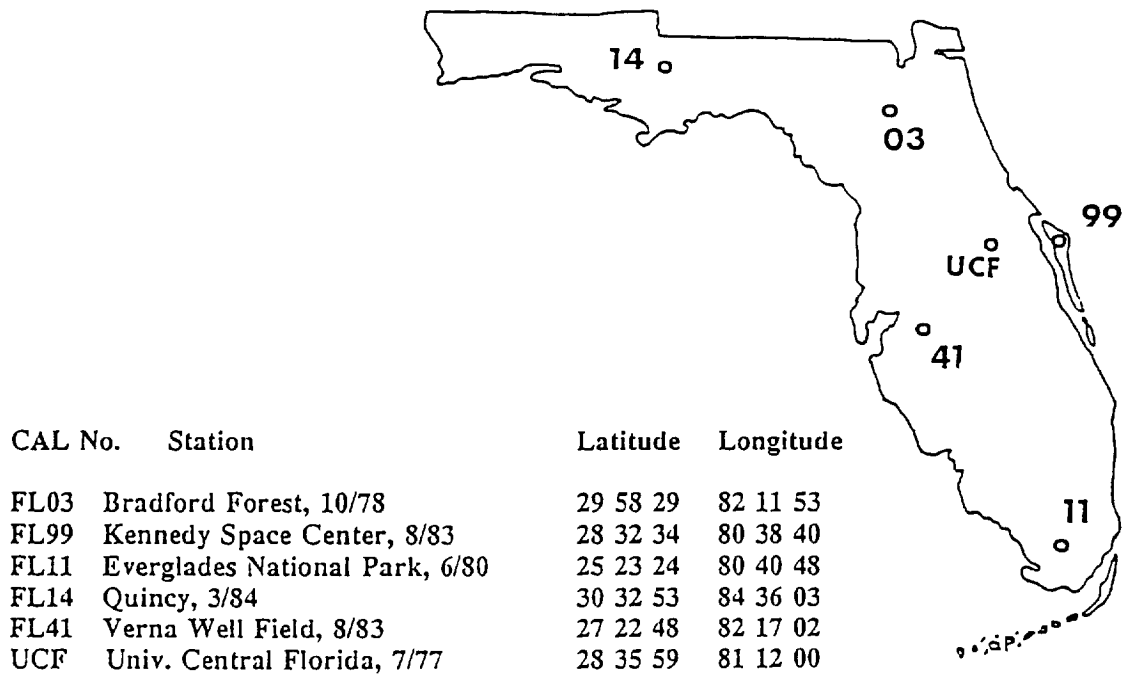 14
03
99
UCF
41
11
CAL No. Station Latitude Longitude
FL03 Bradford Forest, 10/78 29 58 29 82 11 53
FL99 Kennedy Space Center, 8/83 28 32 34 80 38 40
FL11 Everglades National Park, 6/80 25 23 24 80 40 48
FL14 Quincy, 3/84 30 32 53 84 36 03
FL41 Verna Well Field, 8/83 27 22 48 82 17 02
UCF Univ. Central Florida, 7/77 28 35 59 81 12 00